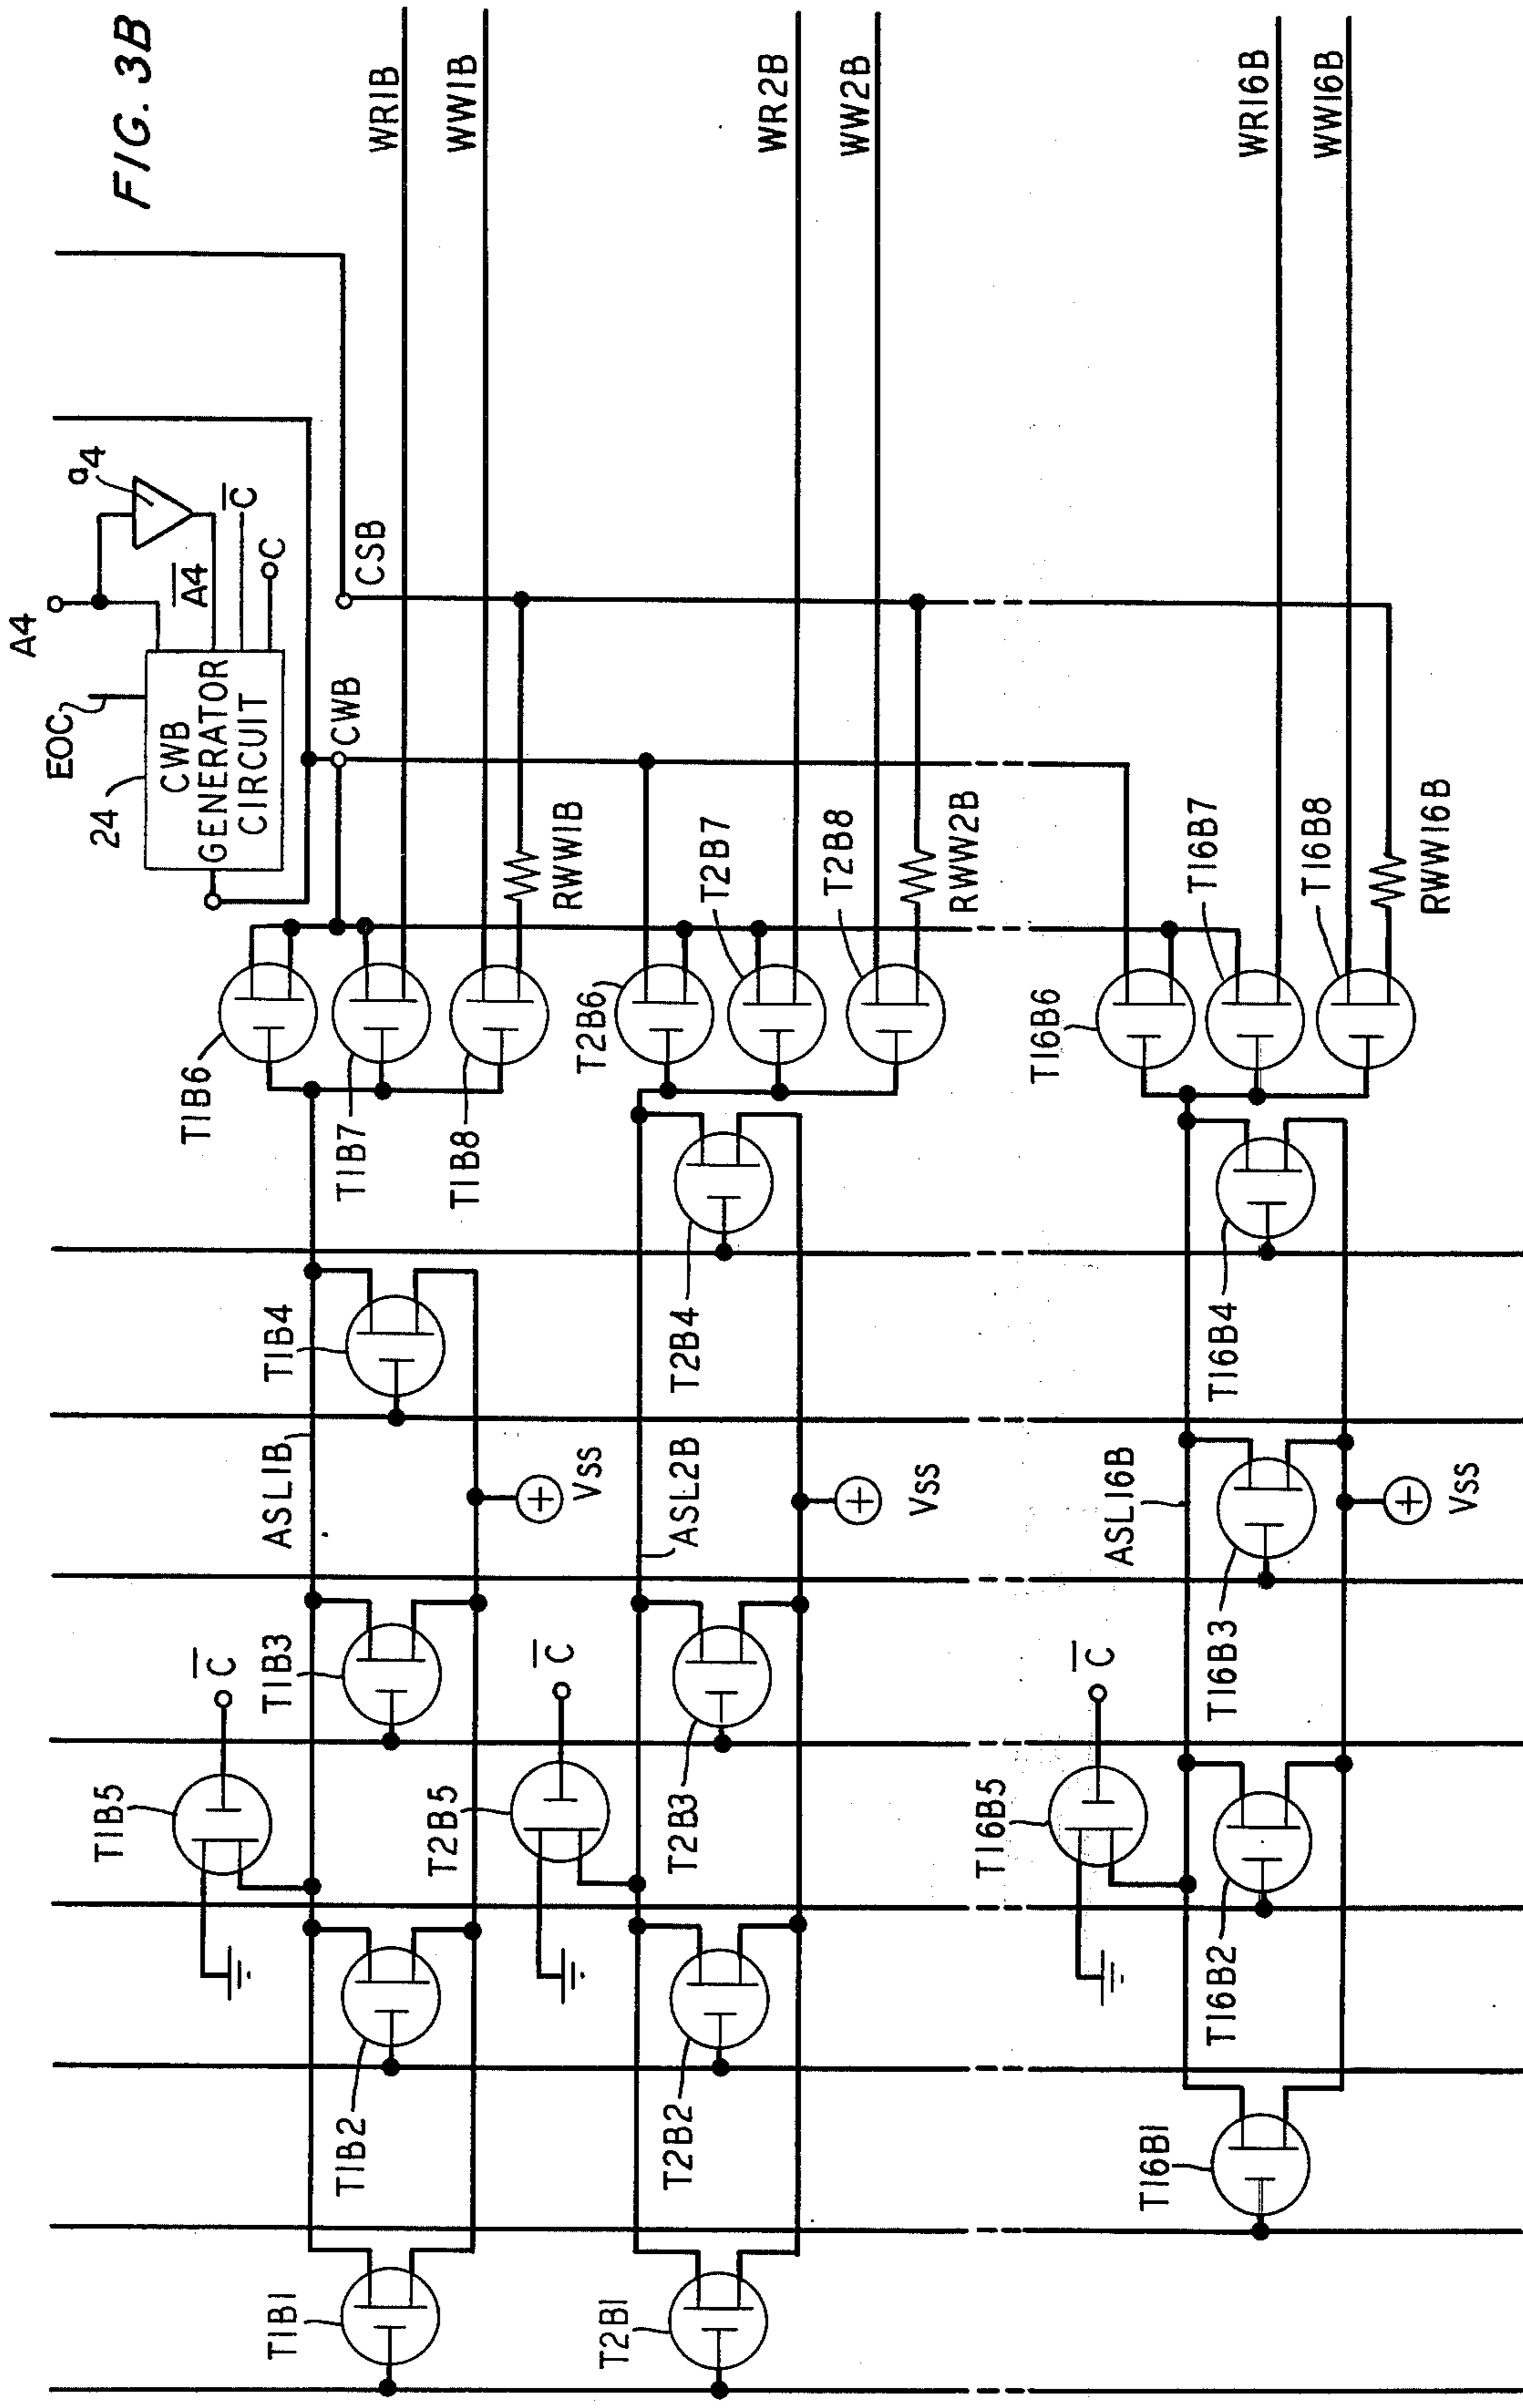 FIG. 3B
A4
a4
A4
C
C
EOC
24
CWB
GENERATOR
CIRCUIT
CWB
CSB
WR1B
WW1B
T1B6
T1B7
T1B8
RWW1B
T1B5
C
T1B3
ASL1B
T1B4
T1B1
T1B2
VSS
WR2B
WW2B
T2B6
T2B7
T2B8
RWW2B
T2B5
C
T2B1
T2B2
T2B3
ASL2B
T2B4
VSS
WR16B
WW16B
T16B6
T16B7
T16B8
RWW16B
T16B5
C
T16B1
T16B2
T16B3
ASL16B
T16B4
VSS